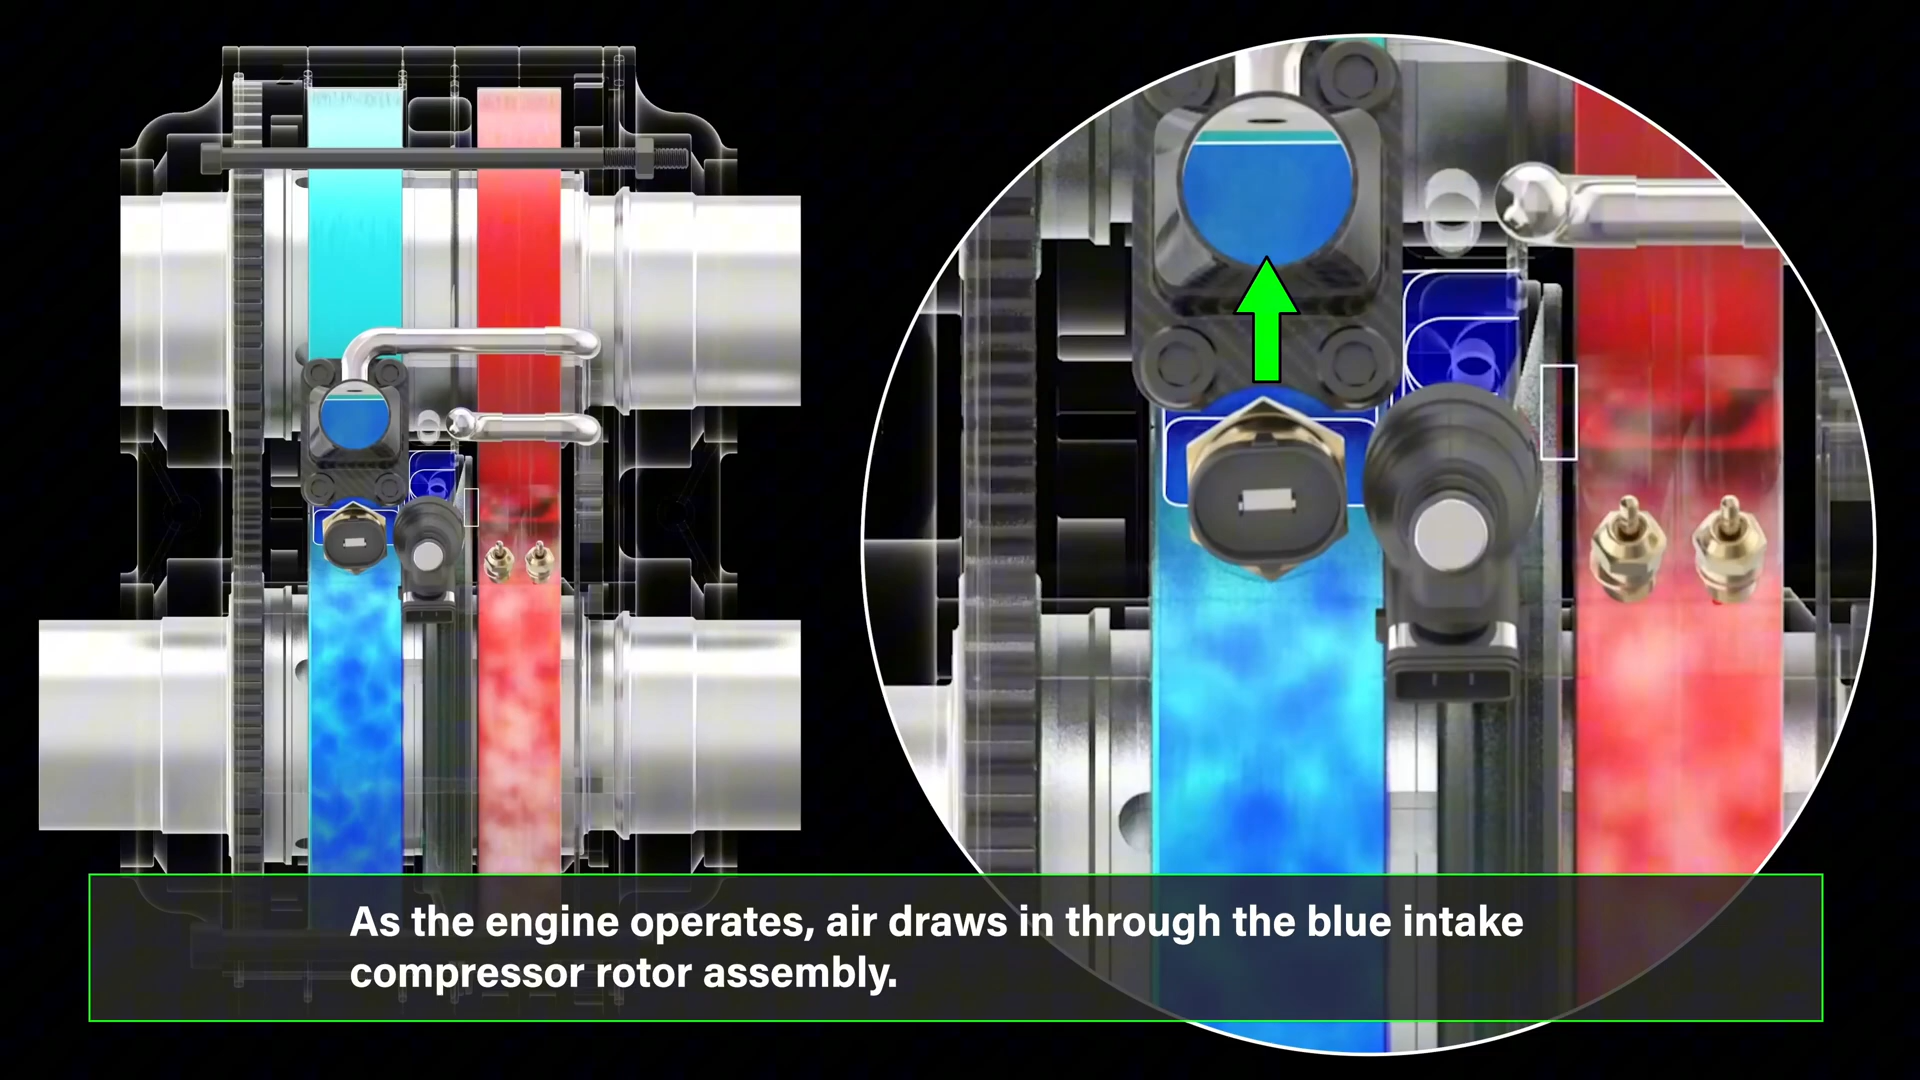 As the engine operates, air draws in through the blue intake
compressor rotor assembly.